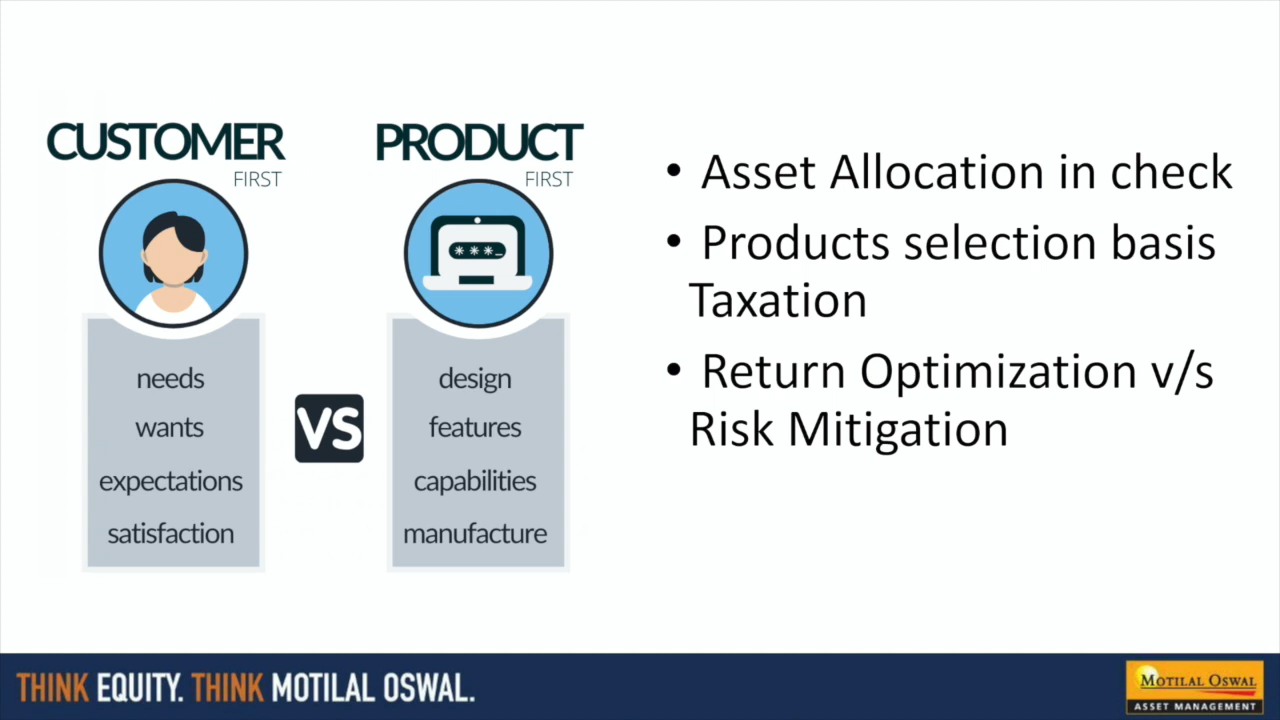 CUSTOMER
FIRST
needs
wants
expectations
satisfaction
VS
PRODUCT
FIRST
***_
design
features
capabilities
manufacture
• Asset Allocation in check
• Products selection basis
Taxation
• Return Optimization v/s
Risk Mitigation
THINK EQUITY. THINK MOTILAL OSWAL.
MOTILAL OSWAL
ASSET MANAGEMENT